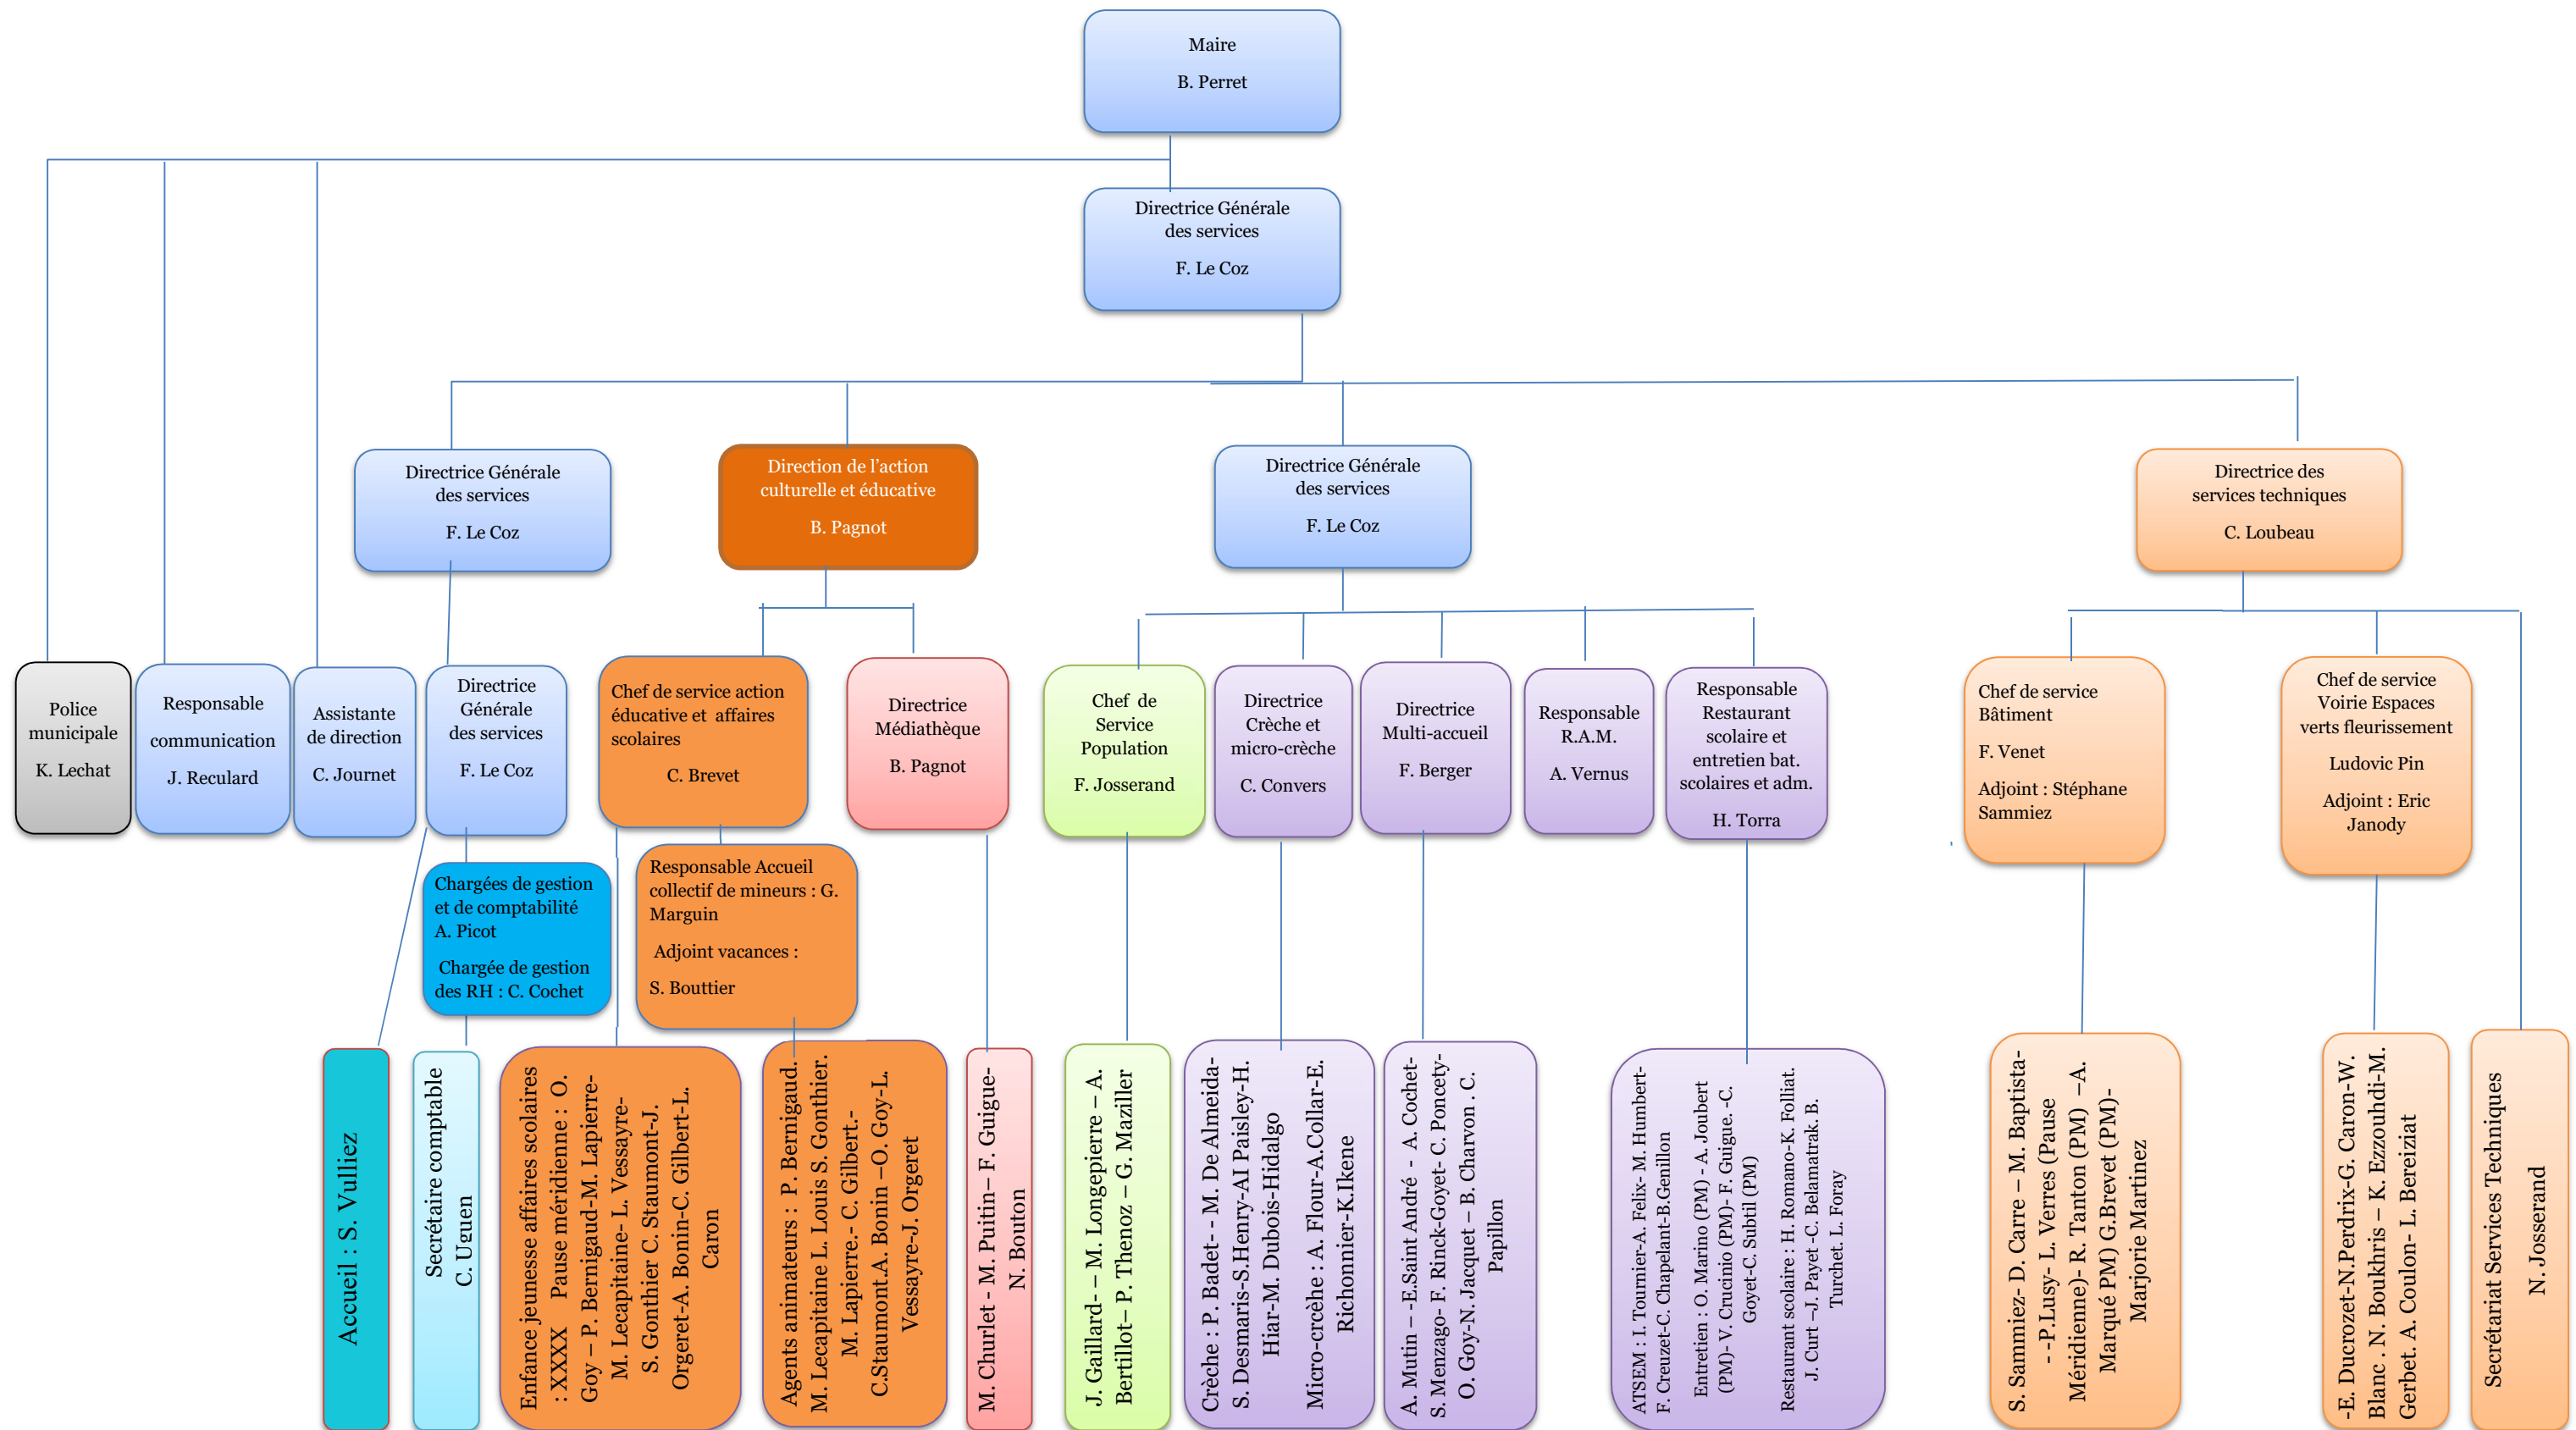 Maire
B. Perret
Directrice Générale
des services
F. Le Coz
Directrice Générale
des services
F. Le Coz
Direction de l’action
culturelle et éducative
B. Pagnot
Directrice Générale
des services
F. Le Coz
Directrice des
services techniques
C. Loubeau
Police
municipale
K. Lechat
Responsable
communication
J. Reculard
Assistante
de direction
C. Journet
Directrice
Générale
des services
F. Le Coz
Chef de service action
éducative et affaires
scolaires
C. Brevet
Directrice
Médiathèque
B. Pagnot
Chef de
Service
Population
F. Josserand
Directrice
Crèche et
micro-crèche
C. Convers
Directrice
Multi-accueil
F. Berger
Responsable
R.A.M.
A. Vernus
Responsable
Restaurant
scolaire et
entretien bat.
scolaires et adm.
H. Torra
Chef de service
Bâtiment
F. Venet
Adjoint : Stéphane
Sammiez
Chef de service
Voirie Espaces
verts fleurissement
Ludovic Pin
Adjoint : Eric
Janody
Chargées de gestion
et de comptabilité
A. Picot
Chargée de gestion
des RH : C. Cochet
Responsable Accueil
collectif de mineurs : G.
Marguin
Adjoint vacances :
S. Bouttier
Accueil : S. Vulliez
Secrétaire comptable
C. Uguen
Enfance jeunesse affaires scolaires
: XXXX Pause méridienne : O.
Goy – P. Bernigaud-M. Lapierre-
M. Lecapitaine- L. Vessayre-
S. Gonthier C. Staumont-J.
Orgeret-A. Bonin-C. Gilbert-L.
Caron
Agents animateurs : P. Bernigaud.
M. Lecapitaine L. Louis S. Gonthier.
M. Lapierre.- C. Gilbert.-
C.Staumont.A. Bonin –O. Goy-L.
Vessayre-J. Orgeret
M. Churlet - M. Puitin– F. Guigue-
N. Bouton
J. Gaillard- – M. Longepierre – A.
Bertillot– P. Thenoz – G. Maziller
Crèche : P. Badet- - M. De Almeida-
S. Desmaris-S.Henry-AI Paisley-H.
Hiar-M. Dubois-Hidalgo
Micro-crèche : A. Flour-A.Collar-E.
Richonnier-K.Ikene
A. Mutin – -E.Saint André - A. Cochet-
S. Menzago- F. Rinck-Goyet- C. Poncety-
O. Goy-N. Jacquet – B. Charvon . C.
Papillon
ATSEM : I. Tournier-A. Felix- M. Humbert-
F. Creuzet-C. Chapelant-B.Genillon
Entretien : O. Marino (PM) - A. Joubert
(PM)- V. Crucinio (PM)- F. Guigue. -C.
Goyet-C. Subtil (PM)
Restaurant scolaire : H. Romano-K. Folliat.
J. Curt –J. Payet -C. Belamatrak. B.
Turchet. L. Foray
S. Sammiez- D. Carre – M. Baptista-
- -P.Lusy- L. Verres (Pause
Méridienne)- R. Tanton (PM) –A.
Marqué PM) G.Brevet (PM)-
Marjorie Martinez
-E. Ducrozet-N.Perdrix-G. Caron-W.
Blanc . N. Boukhris – K. Ezzouhdi-M.
Gerbet. A. Coulon- L. Bereiziat
Secrétariat Services Techniques
N. Josserand